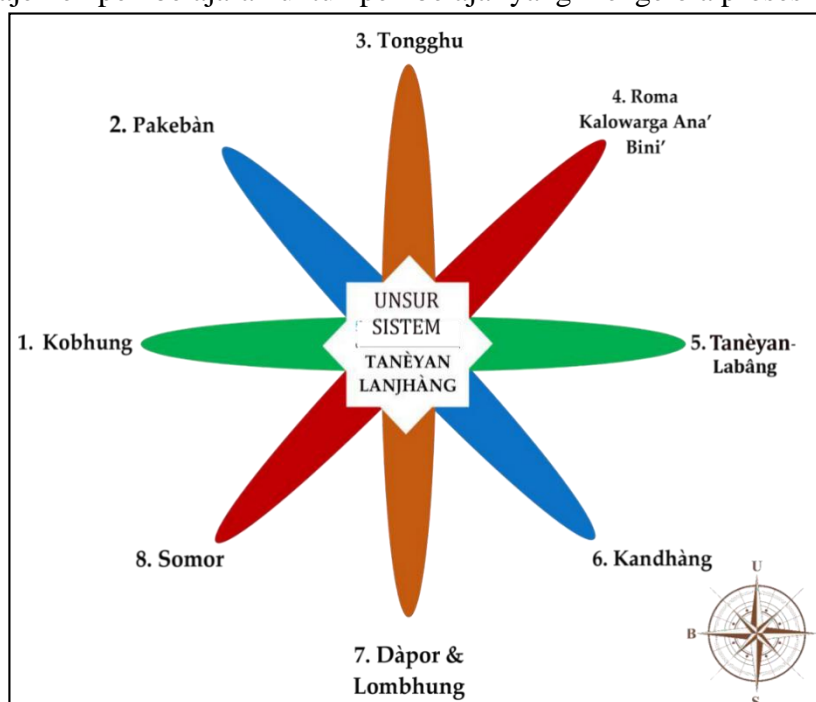 3. Tongghu
4. Roma
Kalowarga Ana’
Bini’
2. Pakebàn
UNSUR
SISTEM
TANÈYAN
LANJHÀNG
1. Kobhung
5. Tanèyan-
Labâng
8. Somor
6. Kandhàng
7. Dàpor &
Lombhung
U
B
S